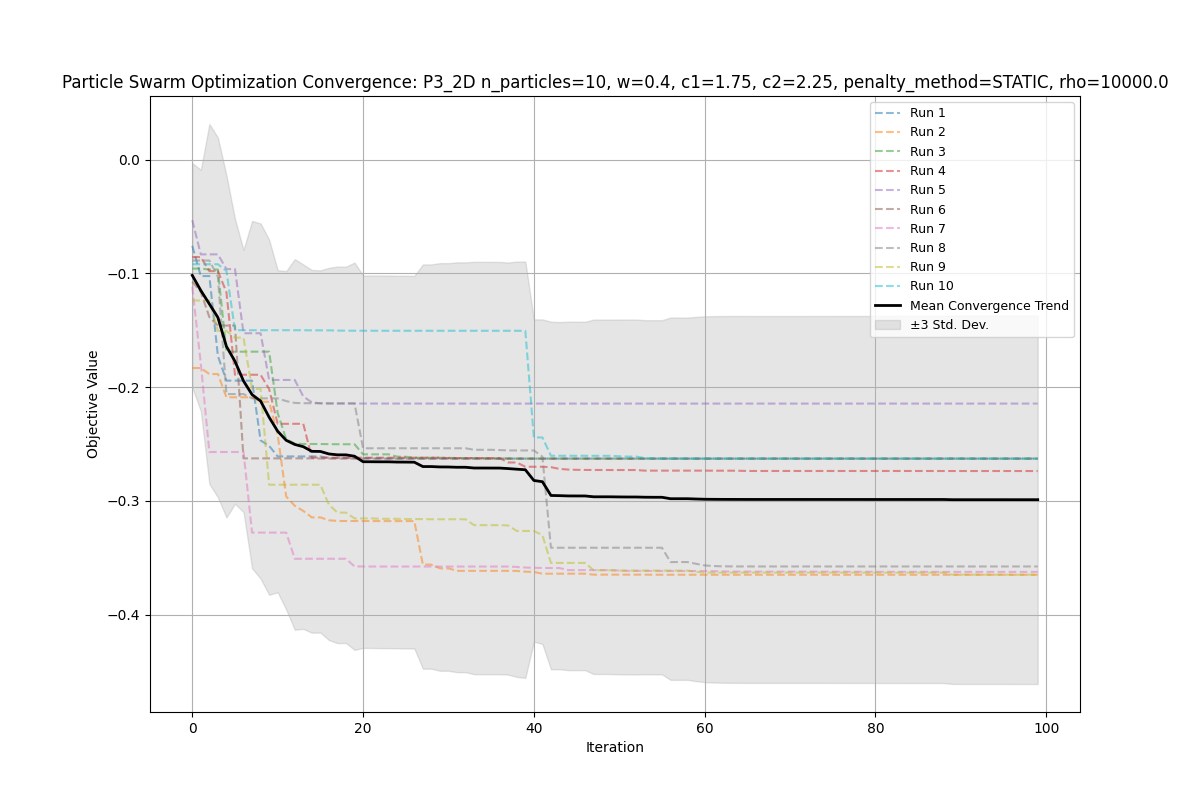 Particle Swarm Optimization Convergence: P3_2D n_particles=10, w=0.4, c1=1.75, c2=2.25, penalty_method=STATIC, rho=10000.0
Run 1
Run 2
Run 3
Run 4
Run 5
Run 6
Run 7
Run 8
Run 9
Run 10
Mean Convergence Trend
±3 Std. Dev.
Objective Value
0.0
−0.1
−0.2
−0.3
−0.4
0 20 40 60 80 100
Iteration